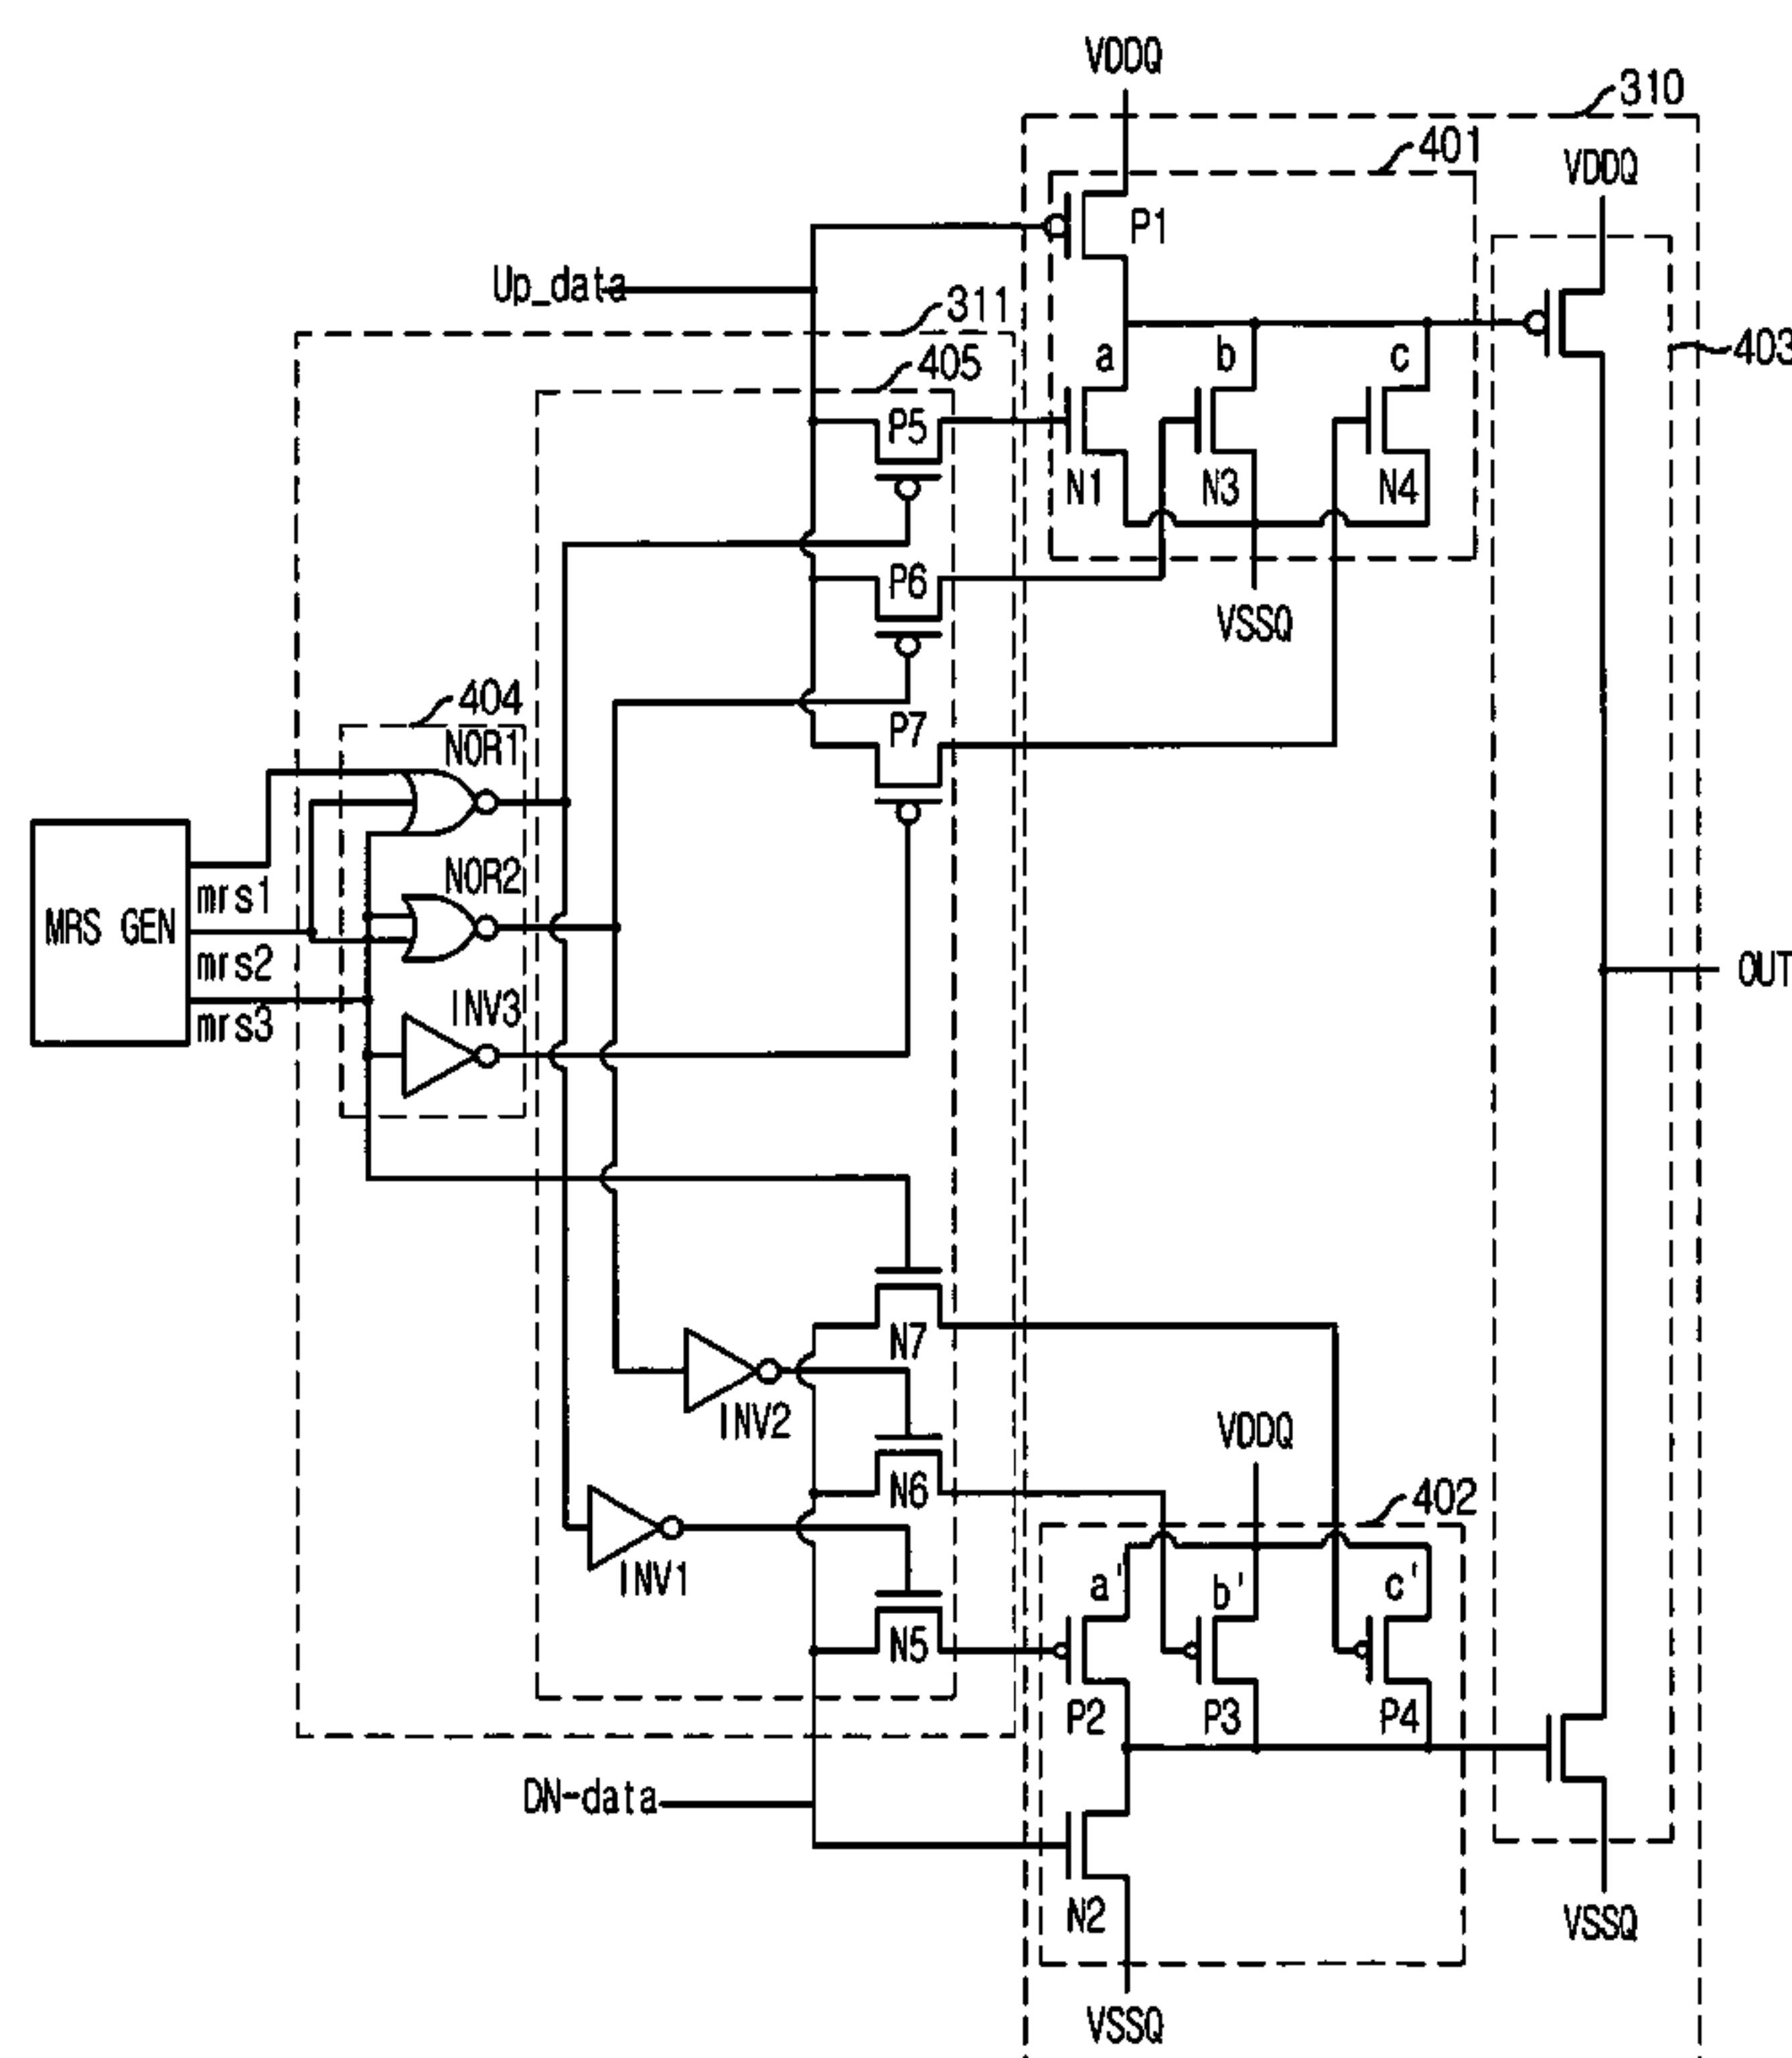 VDDQ
310
401
VDDQ
P1
Up_data
311
403
405
a
b
c
P5
N1
N3
N4
P6
VSSQ
404
P7
NOR1
NOR2
mrs1
MRS GEN
mrs2
OUT
INV3
mrs3
N7
INV2
VDDQ
N6
402
INV1
a'
b'
c'
N5
P2
P3
P4
DN-data
N2
VSSQ
VSSQ